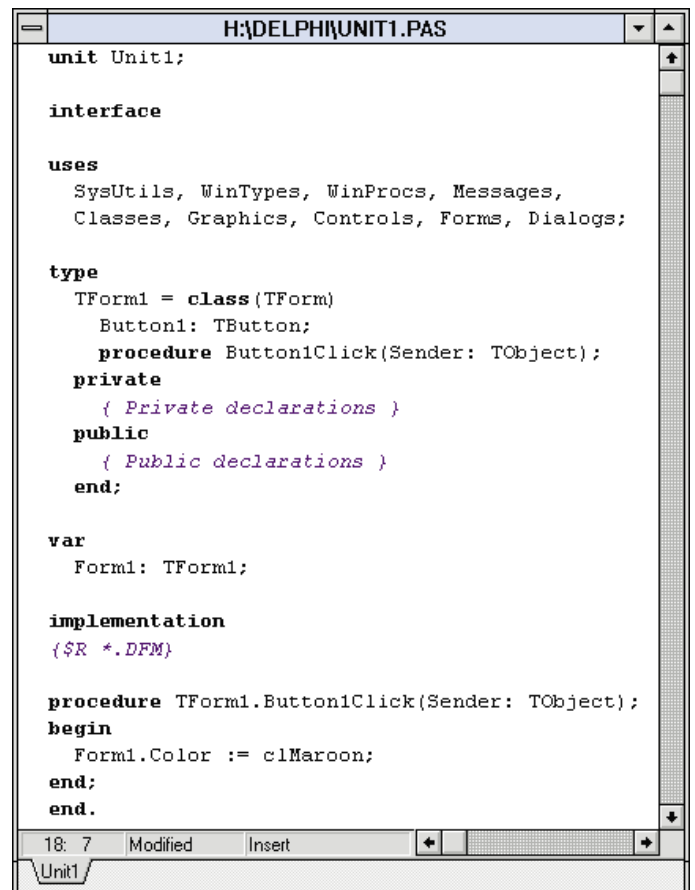 H:\DELPHI\UNIT1.PAS
unit Unit1;
interface
uses
SysUtils, WinTypes, WinProcs, Messages,
Classes, Graphics, Controls, Forms, Dialogs;
type
TForm1 = class(TForm)
Button1: TButton;
procedure Button1Click(Sender: TObject);
private
{ Private declarations }
public
{ Public declarations }
end;
var
Form1: TForm1;
implementation
{$R *.DFM}
procedure TForm1.Button1Click(Sender: TObject);
begin
Form1.Color := clMaroon;
end;
end.
18: 7 Modified Insert
Unit1